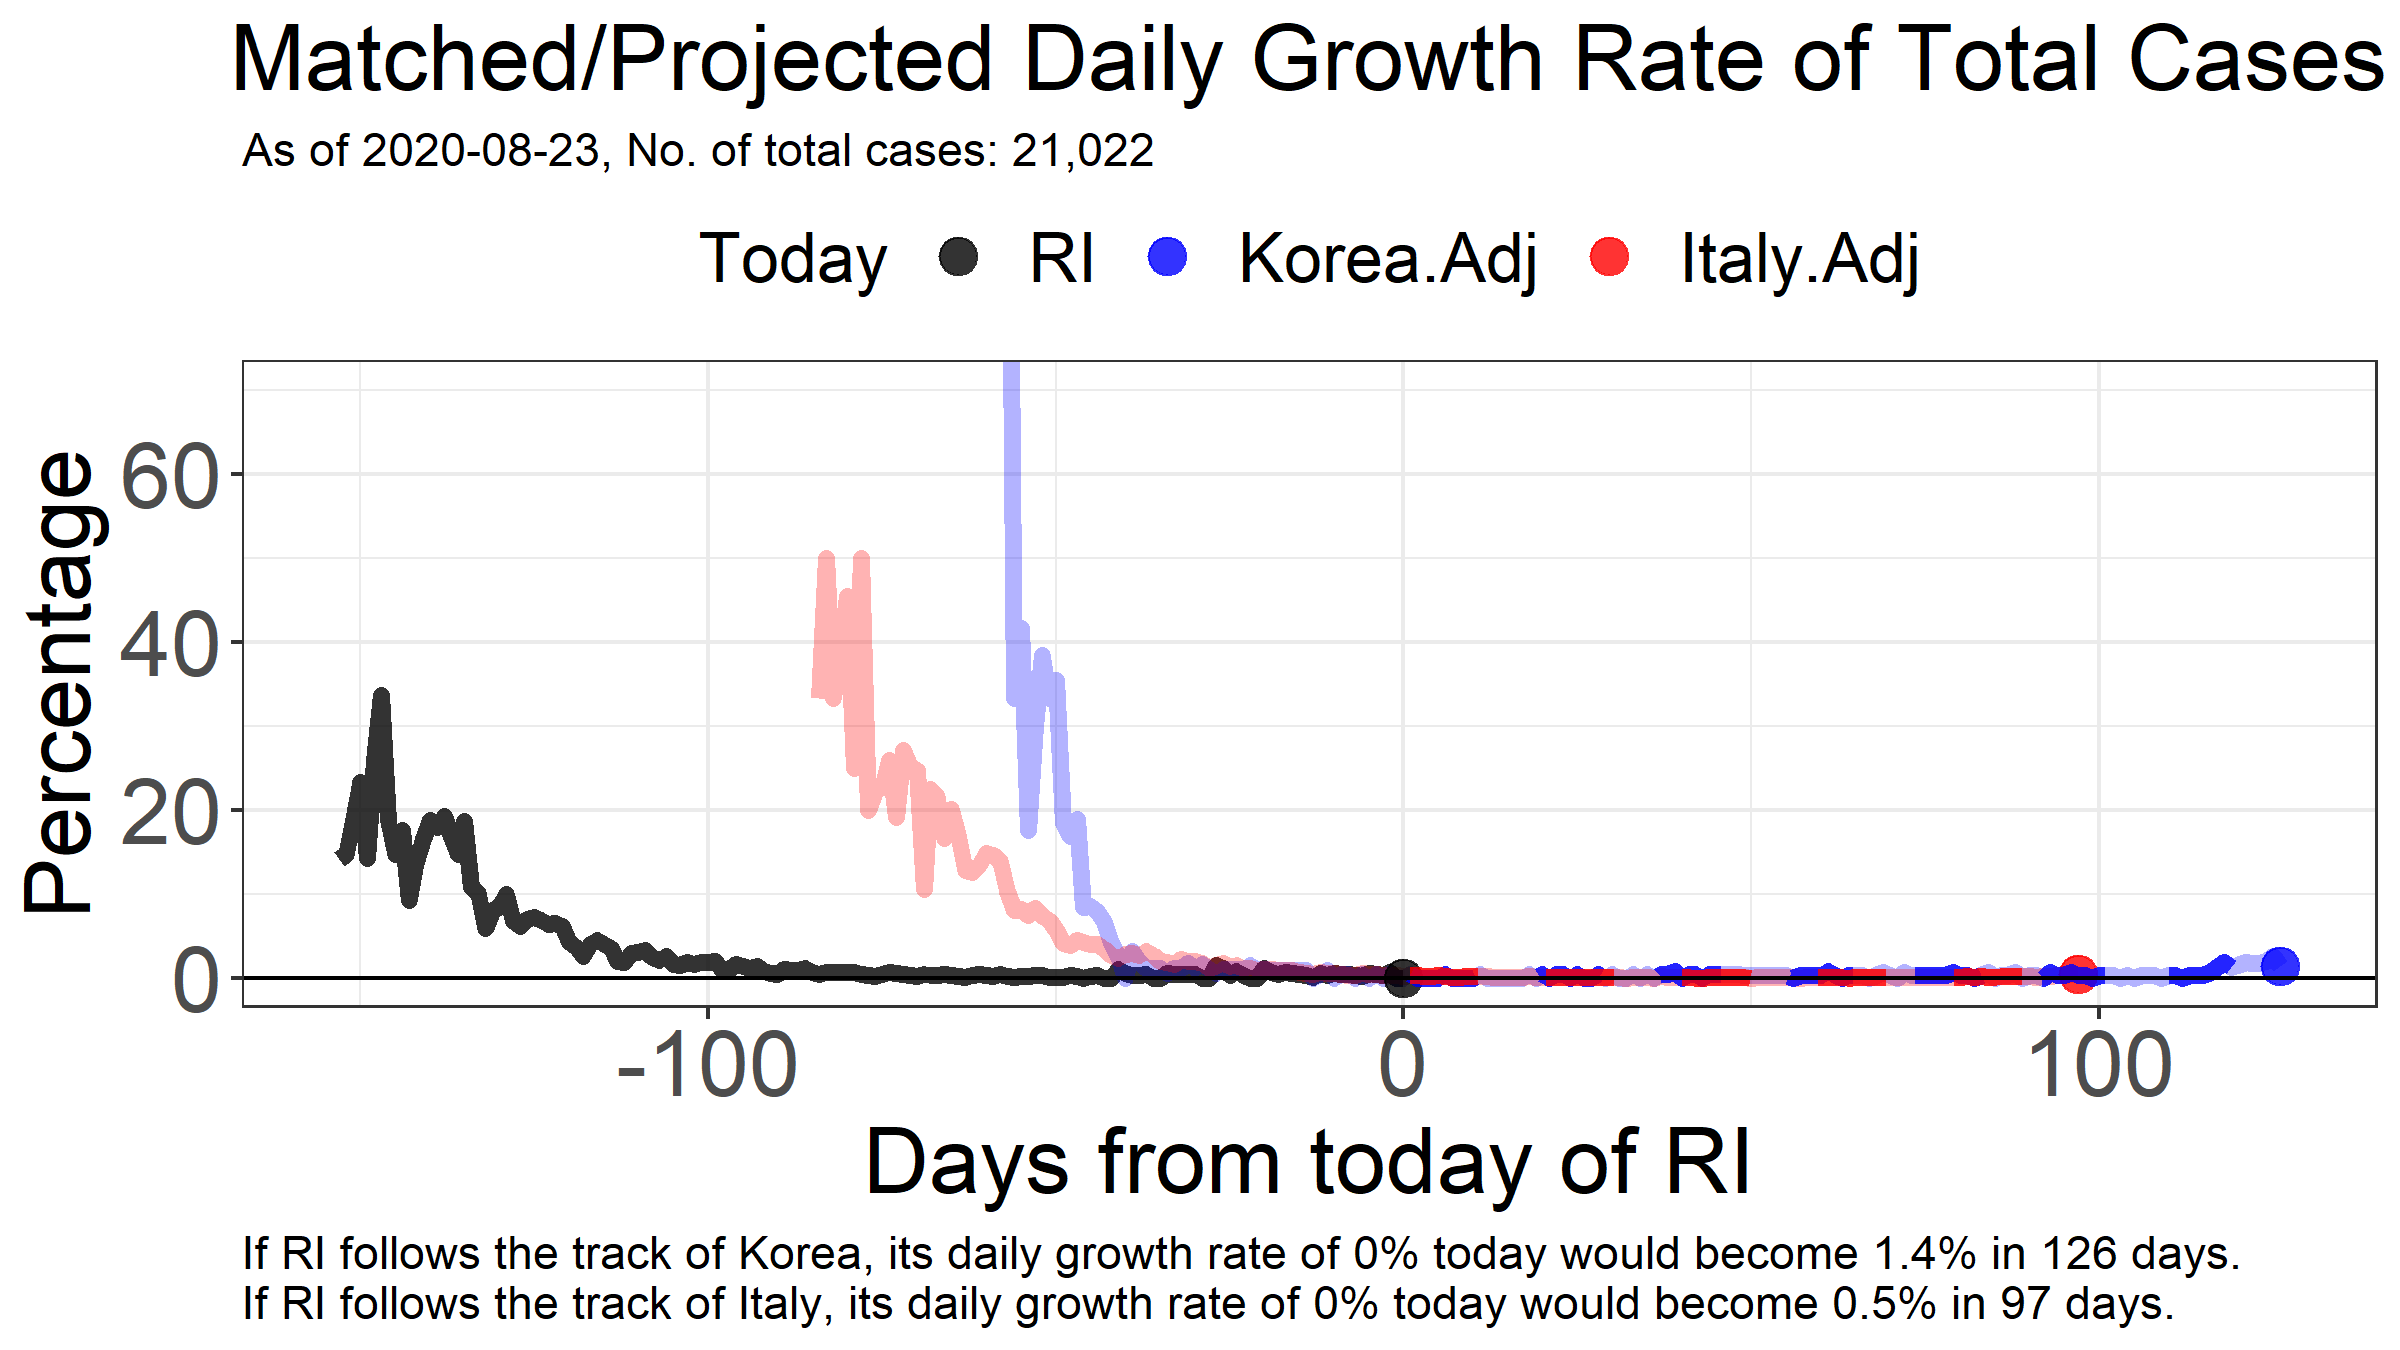 Matched/Projected Daily Growth Rate of Total Cases
As of 2020-08-23, No. of total cases: 21,022
Today RI Korea.Adj Italy.Adj
Percentage
60
40
20
0
-100 0 100
Days from today of RI
If RI follows the track of Korea, its daily growth rate of 0% today would become 1.4% in 126 days.
If RI follows the track of Italy, its daily growth rate of 0% today would become 0.5% in 97 days.